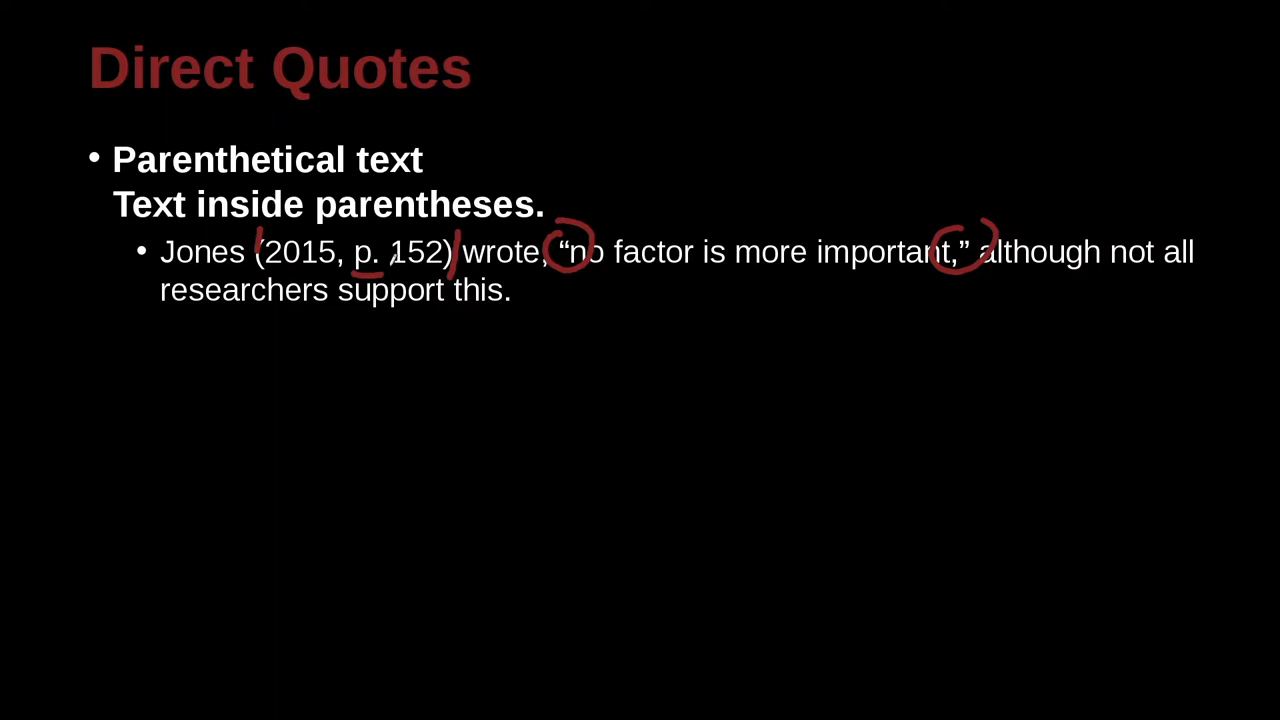 Direct Quotes
• Parenthetical text
Text inside parentheses.
• Jones (2015, p. 152) wrote, “no factor is more important,” although not all
researchers support this.